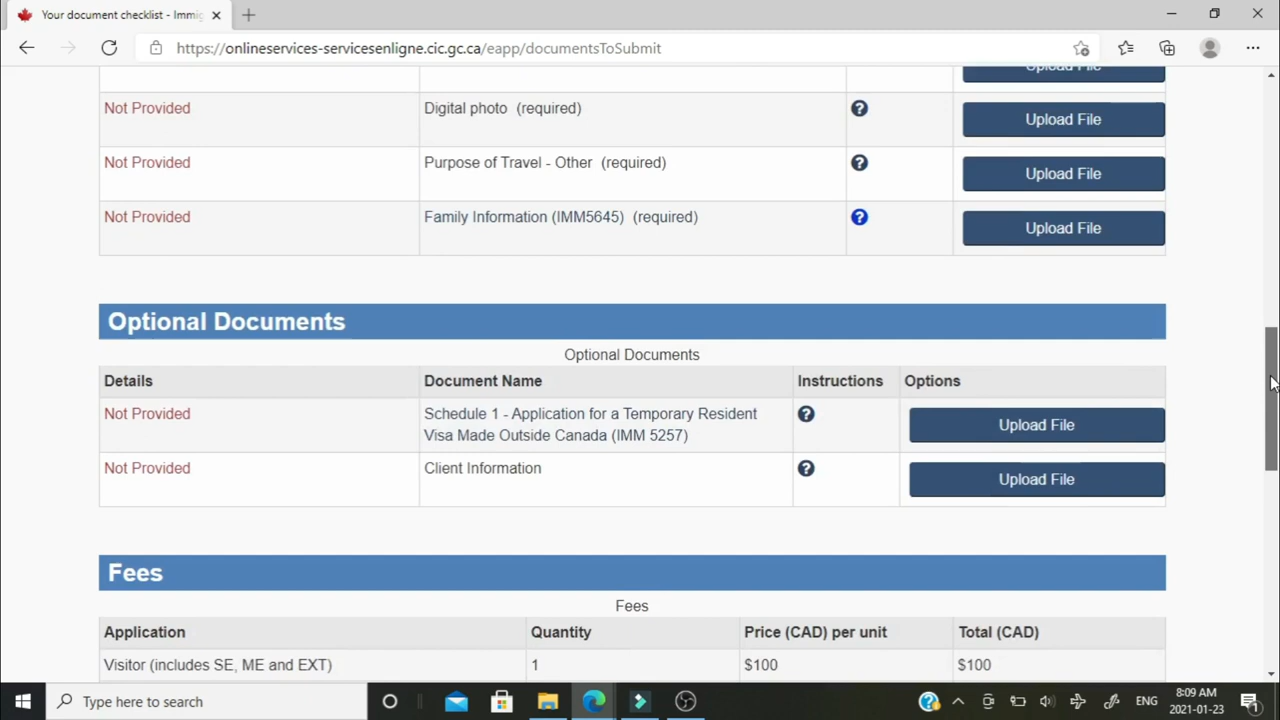 Your document checklist - Immig
https://onlineservices-servicesenligne.cic.gc.ca/eapp/documentsToSubmit
Upload File
Not Provided Digital photo (required) ? Upload File
Not Provided Purpose of Travel - Other (required) ? Upload File
Not Provided Family Information (IMM5645) (required) ? Upload File
Optional Documents
Optional Documents
Details Document Name Instructions Options
Not Provided Schedule 1 - Application for a Temporary Resident ? Upload File
Visa Made Outside Canada (IMM 5257)
Not Provided Client Information ? Upload File
Fees
Fees
Application Quantity Price (CAD) per unit Total (CAD)
Visitor (includes SE, ME and EXT) 1 $100 $100
Type here to search ENG 8:09 AM
2021-01-23 1